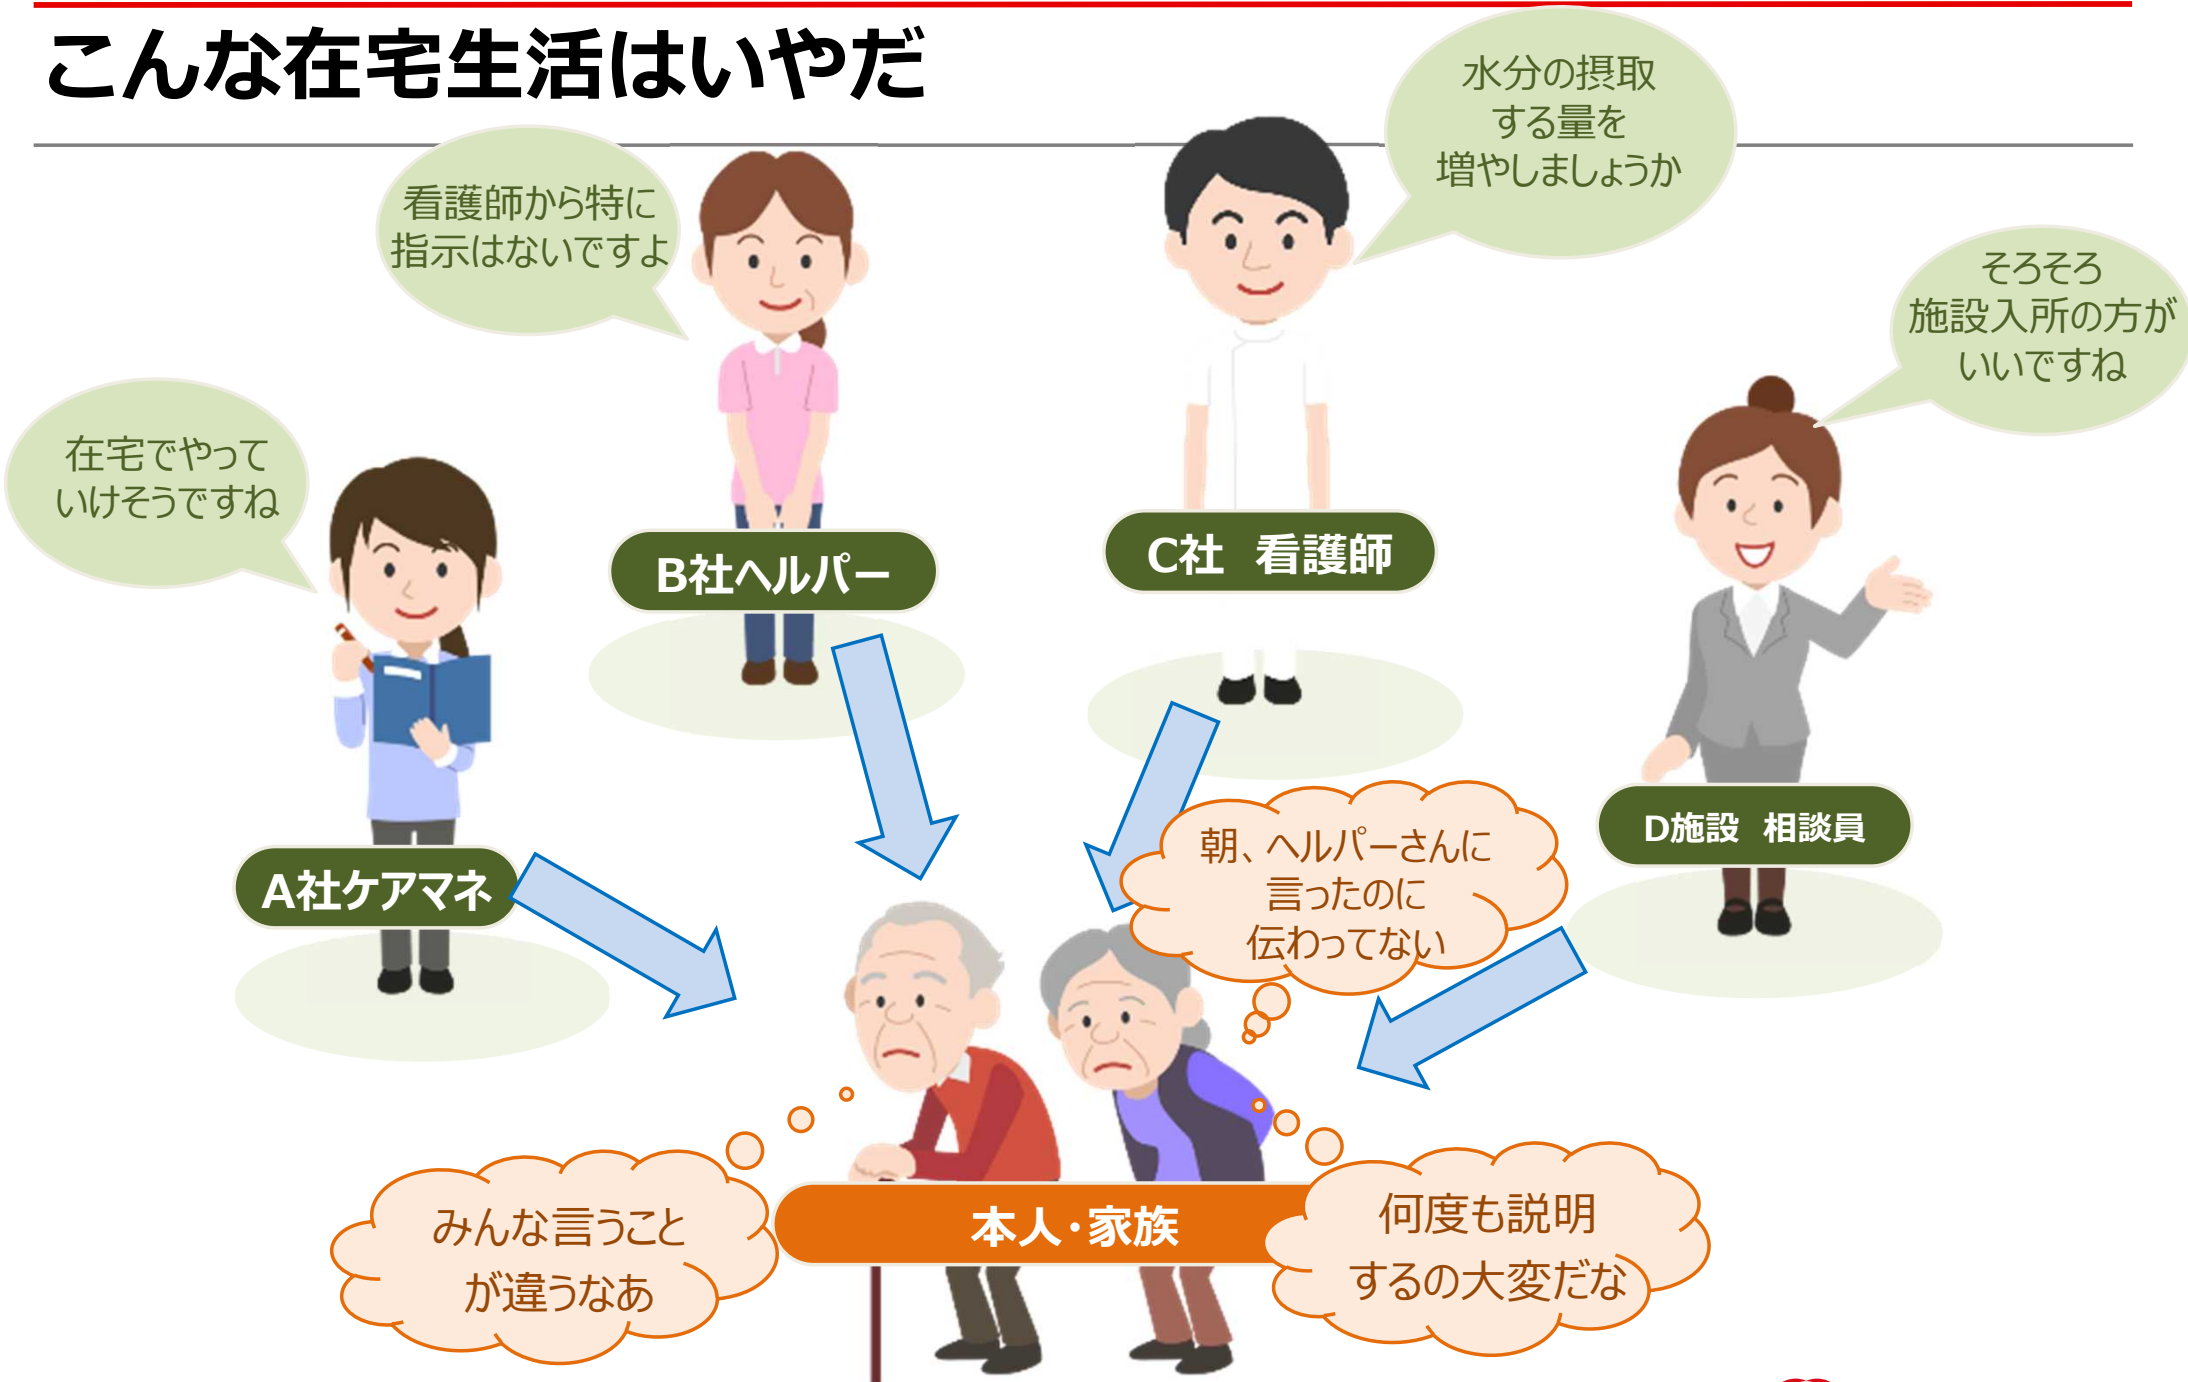 こんな在宅生活はいやだ
水分の摂取
する量を
増やしましょうか
看護師から特に
指示はないですよ
そろそろ
施設入所の方が
いいですね
在宅でやって
いけそうですね
B社ヘルパー
C社　看護師
D施設　相談員
A社ケアマネ
朝、ヘルパーさんに
言ったのに
伝わってない
本人・家族
みんな言うこと
が違うなあ
何度も説明
するの大変だな